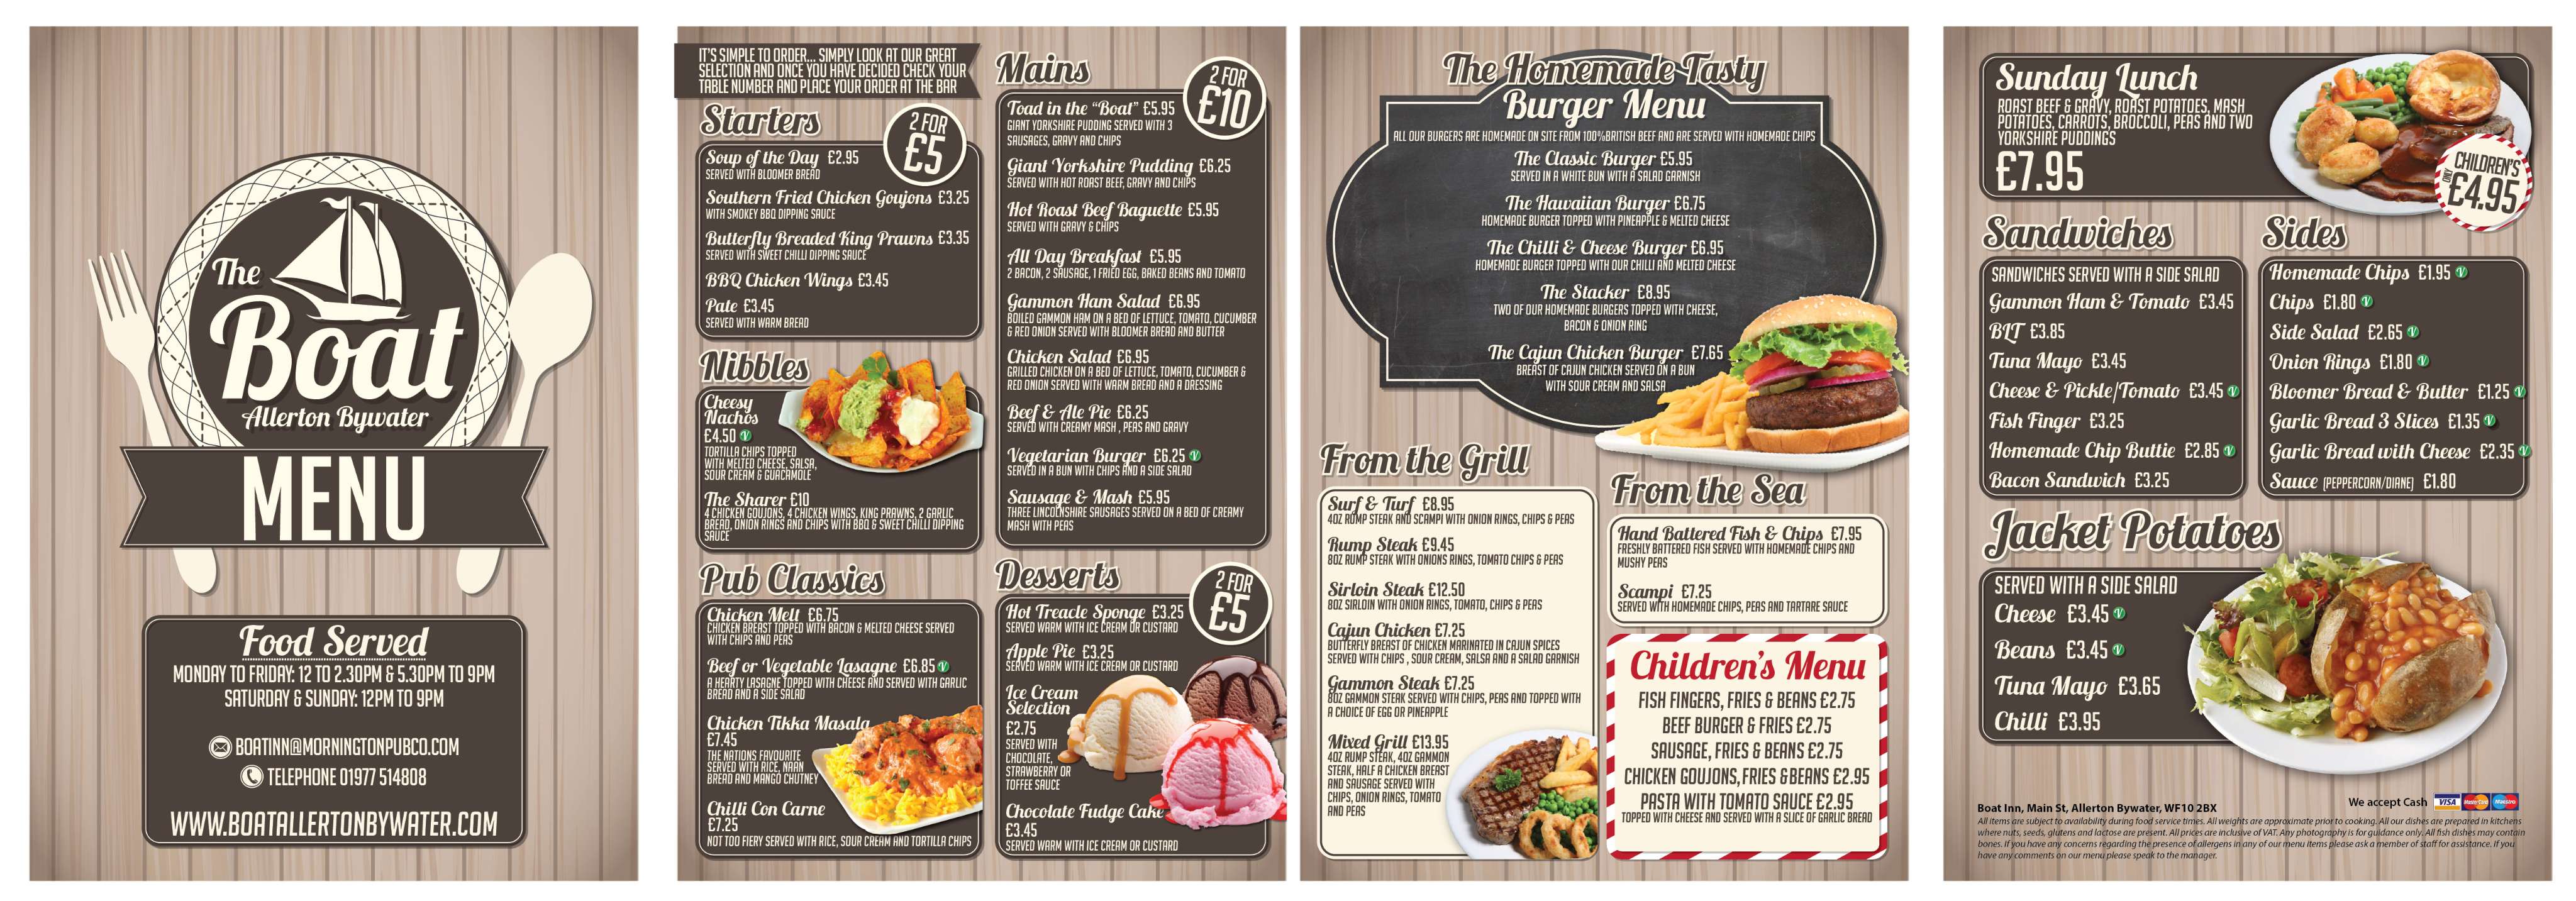 The
Boat
Allerton Bywater
MENU
Food Served
MONDAY TO FRIDAY: 12 TO 2.30PM & 5.30PM TO 9PM
SATURDAY & SUNDAY: 12PM TO 9PM
BOATINN@MORNINGTONPUBCO.COM
TELEPHONE 01977 514808
WWW.BOATALLERTONBYWATER.COM
IT'S SIMPLE TO ORDER... SIMPLY LOOK AT OUR GREAT
SELECTION AND ONCE YOU HAVE DECIDED CHECK YOUR
TABLE NUMBER AND PLACE YOUR ORDER AT THE BAR
Starters
2 FOR
£5
Soup of the Day £2.95
SERVED WITH BLOOMER BREAD
Southern Fried Chicken Goujons £3.25
WITH SMOKEY BBQ DIPPING SAUCE
Butterfly Breaded King Prawns £3.35
SERVED WITH SWEET CHILLI DIPPING SAUCE
BBQ Chicken Wings £3.45
Pate £3.45
SERVED WITH WARM BREAD
Nibbles
Cheesy
Nachos
£4.50 V
TORTILLA CHIPS TOPPED
WITH MELTED CHEESE, SALSA,
SOUR CREAM & GUACAMOLE
The Sharer £10
4 CHICKEN GOUJONS, 4 CHICKEN WINGS, KING PRAWNS, 2 GARLIC
BREAD, ONION RINGS AND CHIPS WITH BBQ & SWEET CHILLI DIPPING
SAUCE
Pub Classics
Chicken Melt £6.75
CHICKEN BREAST TOPPED WITH BACON & MELTED CHEESE SERVED
WITH CHIPS AND PEAS
Beef or Vegetable Lasagne £6.85 V
A HEARTY LASAGNE TOPPED WITH CHEESE AND SERVED WITH GARLIC
BREAD AND A SIDE SALAD
Chicken Tikka Masala
£7.45
THE NATIONS FAVOURITE
SERVED WITH RICE, NAAN
BREAD AND MANGO CHUTNEY
Chilli Con Carne
£7.25
NOT TOO FIERY SERVED WITH RICE, SOUR CREAM AND TORTILLA CHIPS
Mains
2 FOR
£10
Toad in the "Boat" £5.95
GIANT YORKSHIRE PUDDING SERVED WITH 3
SAUSAGES, GRAVY AND CHIPS
Giant Yorkshire Pudding £6.25
SERVED WITH HOT ROAST BEEF, GRAVY AND CHIPS
Hot Roast Beef Baguette £5.95
SERVED WITH GRAVY & CHIPS
All Day Breakfast £5.95
2 BACON, 2 SAUSAGE, 1 FRIED EGG, BAKED BEANS AND TOMATO
Gammon Ham Salad £6.95
BOILED GAMMON HAM ON A BED OF LETTUCE, TOMATO, CUCUMBER
& RED ONION SERVED WITH BLOOMER BREAD AND BUTTER
Chicken Salad £6.95
GRILLED CHICKEN ON A BED OF LETTUCE, TOMATO, CUCUMBER &
RED ONION SERVED WITH WARM BREAD AND A DRESSING
Beef & Ale Pie £6.25
SERVED WITH CREAMY MASH , PEAS AND GRAVY
Vegetarian Burger £6.25 V
SERVED IN A BUN WITH CHIPS AND A SIDE SALAD
Sausage & Mash £5.95
THREE LINCOLNSHIRE SAUSAGES SERVED ON A BED OF CREAMY
MASH WITH PEAS
Desserts
2 FOR
£5
Hot Treacle Sponge £3.25
SERVED WARM WITH ICE CREAM OR CUSTARD
Apple Pie £3.25
SERVED WARM WITH ICE CREAM OR CUSTARD
Ice Cream
Selection
£2.75
SERVED WITH
CHOCOLATE,
STRAWBERRY OR
TOFFEE SAUCE
Chocolate Fudge Cake
£3.45
SERVED WARM WITH ICE CREAM OR CUSTARD
The Homemade Tasty
Burger Menu
ALL OUR BURGERS ARE HOMEMADE ON SITE FROM 100%BRITISH BEEF AND ARE SERVED WITH HOMEMADE CHIPS
The Classic Burger £5.95
SERVED IN A WHITE BUN WITH A SALAD GARNISH
The Hawaiian Burger £6.75
HOMEMADE BURGER TOPPED WITH PINEAPPLE & MELTED CHEESE
The Chilli & Cheese Burger £6.95
HOMEMADE BURGER TOPPED WITH OUR CHILLI AND MELTED CHEESE
The Stacker £8.95
TWO OF OUR HOMEMADE BURGERS TOPPED WITH CHEESE,
BACON & ONION RING
The Cajun Chicken Burger £7.65
BREAST OF CAJUN CHICKEN SERVED ON A BUN
WITH SOUR CREAM AND SALSA
From the Grill
Surf & Turf £8.95
4OZ RUMP STEAK AND SCAMPI WITH ONION RINGS, CHIPS & PEAS
Rump Steak £9.45
8OZ RUMP STEAK WITH ONIONS RINGS, TOMATO CHIPS & PEAS
Sirloin Steak £12.50
8OZ SIRLOIN WITH ONION RINGS, TOMATO, CHIPS & PEAS
Cajun Chicken £7.25
BUTTERFLY BREAST OF CHICKEN MARINATED IN CAJUN SPICES
SERVED WITH CHIPS , SOUR CREAM, SALSA AND A SALAD GARNISH
Gammon Steak £7.25
8OZ GAMMON STEAK SERVED WITH CHIPS, PEAS AND TOPPED WITH
A CHOICE OF EGG OR PINEAPPLE
Mixed Grill £13.95
4OZ RUMP STEAK, 4OZ GAMMON
STEAK, HALF A CHICKEN BREAST
AND SAUSAGE SERVED WITH
CHIPS, ONION RINGS, TOMATO
AND PEAS
From the Sea
Hand Battered Fish & Chips £7.95
FRESHLY BATTERED FISH SERVED WITH HOMEMADE CHIPS AND
MUSHY PEAS
Scampi £7.25
SERVED WITH HOMEMADE CHIPS, PEAS AND TARTARE SAUCE
Children's Menu
FISH FINGERS, FRIES & BEANS £2.75
BEEF BURGER & FRIES £2.75
SAUSAGE, FRIES & BEANS £2.75
CHICKEN GOUJONS, FRIES &BEANS £2.95
PASTA WITH TOMATO SAUCE £2.95
TOPPED WITH CHEESE AND SERVED WITH A SLICE OF GARLIC BREAD
Sunday Lunch
ROAST BEEF & GRAVY, ROAST POTATOES, MASH
POTATOES, CARROTS, BROCCOLI, PEAS AND TWO
YORKSHIRE PUDDINGS
£7.95
CHILDREN'S
ONLY £4.95
Sandwiches
SANDWICHES SERVED WITH A SIDE SALAD
Gammon Ham & Tomato £3.45
BLT £3.85
Tuna Mayo £3.45
Cheese & Pickle/Tomato £3.45 V
Fish Finger £3.25
Homemade Chip Buttie £2.85 V
Bacon Sandwich £3.25
Sides
Homemade Chips £1.95 V
Chips £1.80 V
Side Salad £2.65 V
Onion Rings £1.80 V
Bloomer Bread & Butter £1.25 V
Garlic Bread 3 Slices £1.35 V
Garlic Bread with Cheese £2.35 V
Sauce (PEPPERCORN/DIANE) £1.80
Jacket Potatoes
SERVED WITH A SIDE SALAD
Cheese £3.45 V
Beans £3.45 V
Tuna Mayo £3.65
Chilli £3.95
Boat Inn, Main St, Allerton Bywater, WF10 2BX
We accept Cash VISA MasterCard Maestro
All items are subject to availability during food service times. All weights are approximate prior to cooking. All our dishes are prepared in kitchens
where nuts, seeds, glutens and lactose are present. All prices are inclusive of VAT. Any photography is for guidance only. All fish dishes may contain
bones. If you have any concerns regarding the presence of allergens in any of our menu items please ask a member of staff for assistance. If you
have any comments on our menu please speak to the manager.